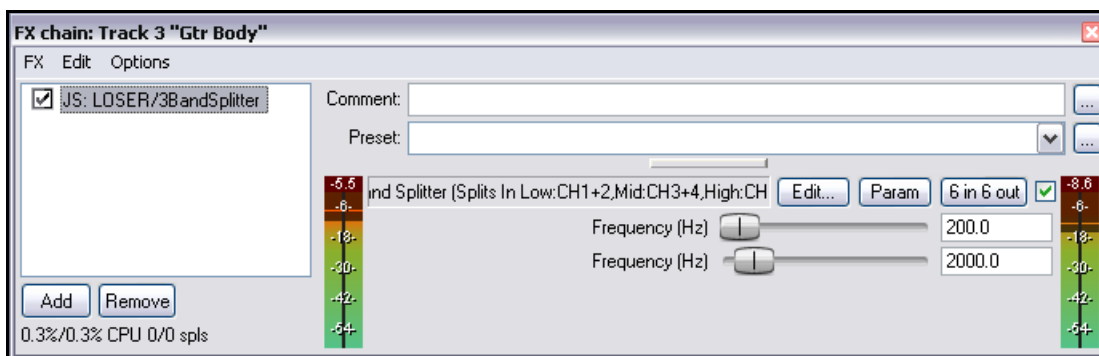 FX chain: Track 3 "Gtr Body"
FX Edit Options
JS: LOSER/3BandSplitter
Comment:
...
Preset:
...
-5.5
nd Splitter (Splits In Low:CH1+2,Mid:CH3+4,High:CH
Edit...
Param
6 in 6 out
-8.6
-6-
-6-
Frequency (Hz)
200.0
-18-
-18-
Frequency (Hz)
2000.0
-30-
-30-
Add
Remove
-42-
-42-
0.3%/0.3% CPU 0/0 spls
-54-
-54-